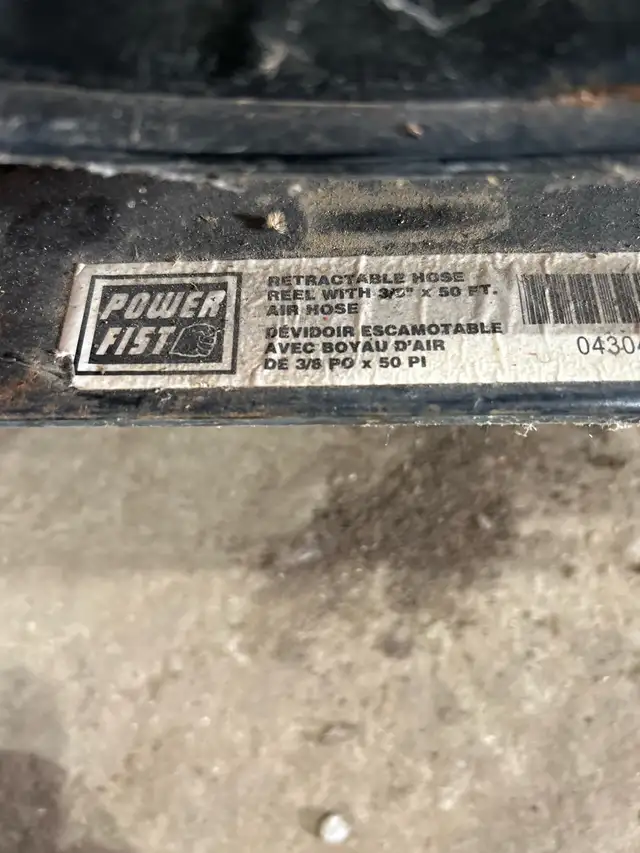 POWER
FIST
RETRACTABLE HOSE
REEL WITH 3/8" x 50 FT.
AIR HOSE
DÉVIDOIR ESCAMOTABLE
AVEC BOYAU D'AIR
DE 3/8 PO x 50 PI
04304